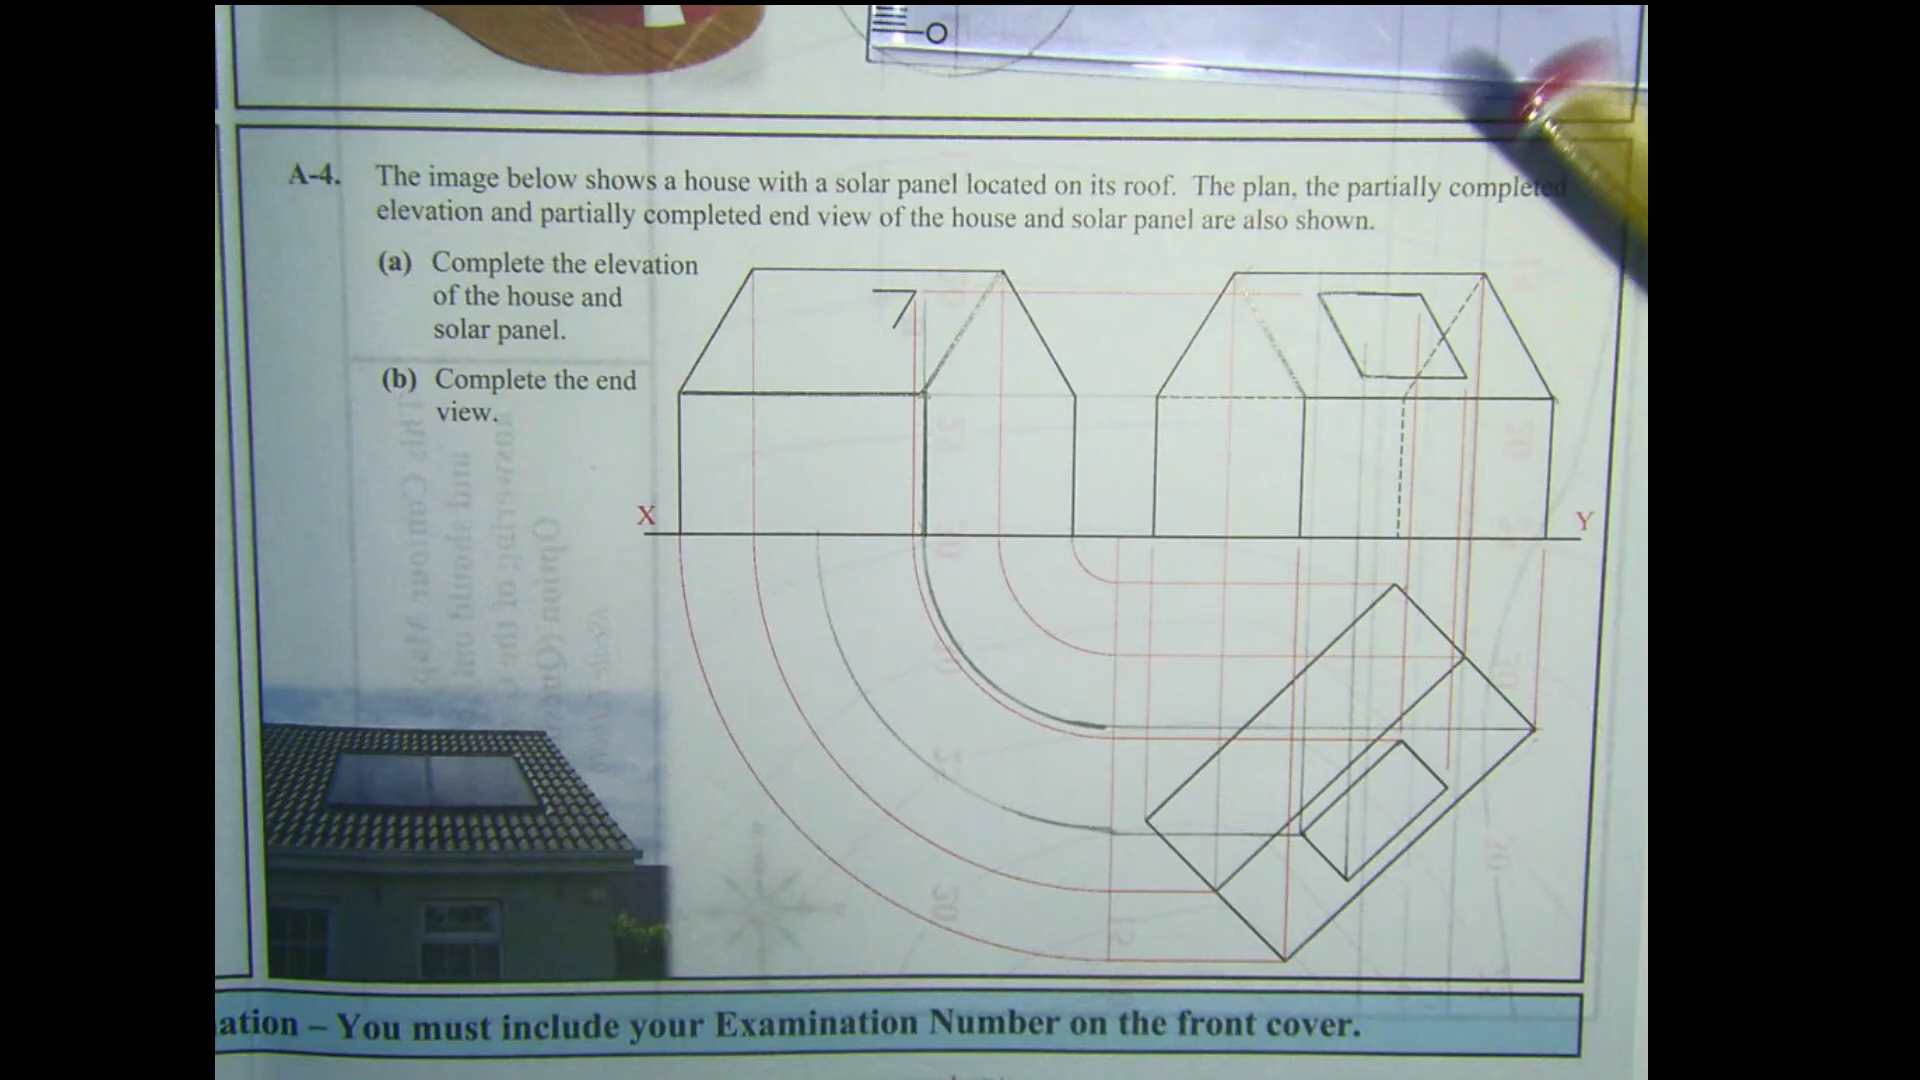 A-4. The image below shows a house with a solar panel located on its roof. The plan, the partially completed
elevation and partially completed end view of the house and solar panel are also shown.
(a) Complete the elevation
of the house and
solar panel.
(b) Complete the end
view.
X
Y
ation – You must include your Examination Number on the front cover.